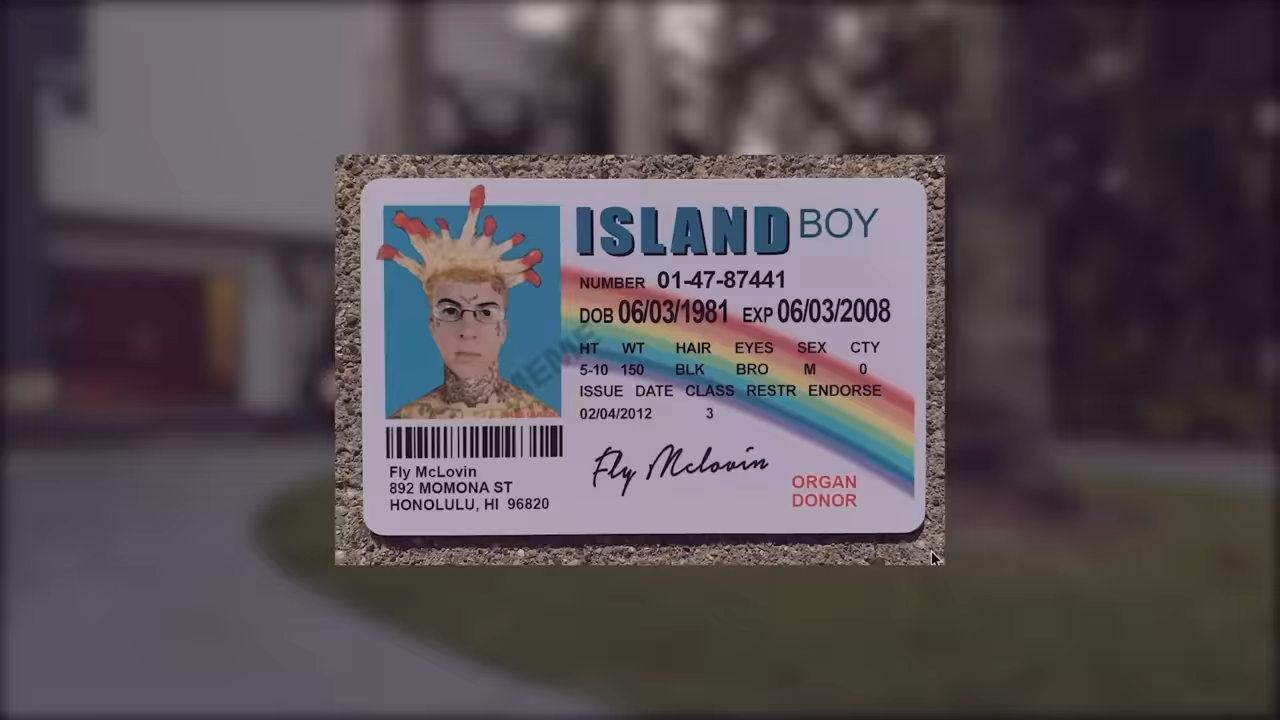 ISLAND BOY
NUMBER 01-47-87441
DOB 06/03/1981 EXP 06/03/2008
HT WT HAIR EYES SEX CTY
5-10 150 BLK BRO M 0
ISSUE DATE CLASS RESTR ENDORSE
02/04/2012 3
MEME
Fly McLovin
892 MOMONA ST
HONOLULU, HI 96820
Fly Mclovin
ORGAN
DONOR